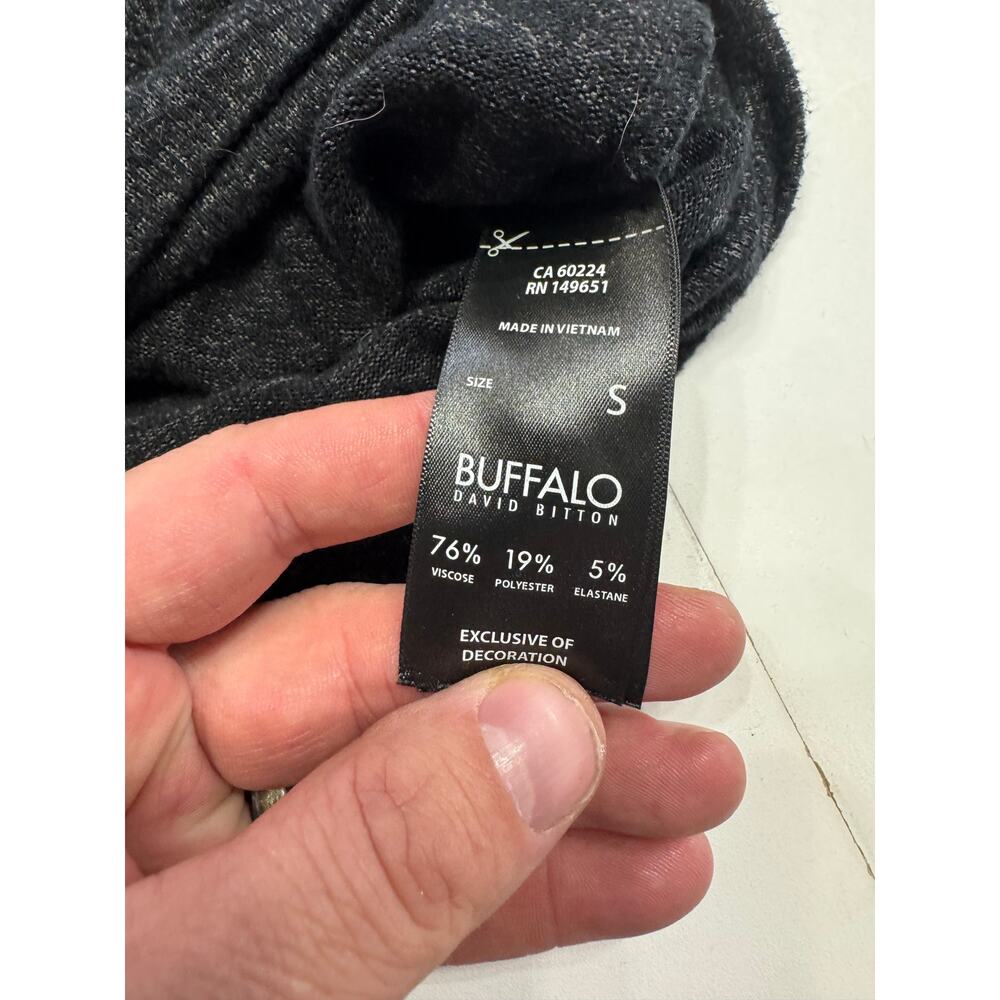 CA 60224
RN 149651
MADE IN VIETNAM
SIZE S
BUFFALO
DAVID BITTON
76% 19% 5%
VISCOSE POLYESTER ELASTANE
EXCLUSIVE OF
DECORATION